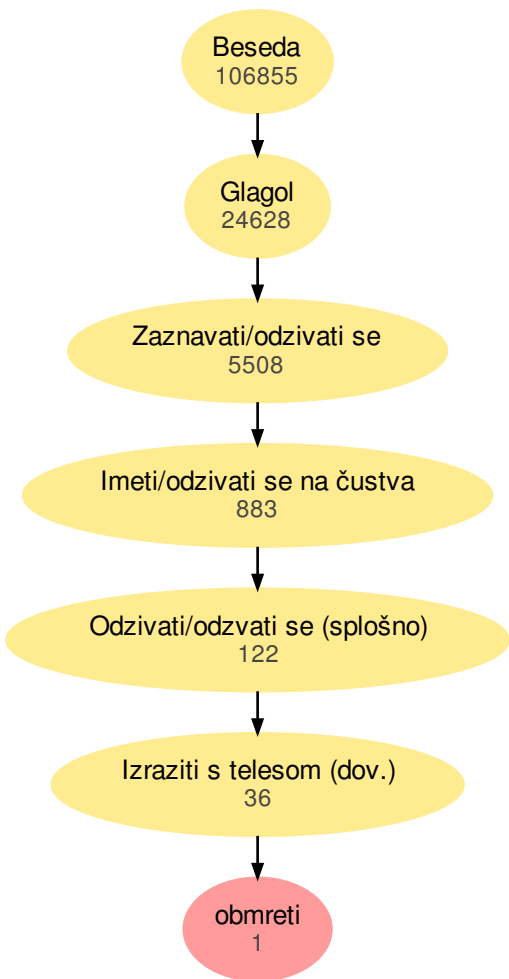 Beseda
106855
Glagol
24628
Zaznavati/odzivati se
5508
Imeti/odzivati se na čustva
883
Odzivati/odzvati se (splošno)
122
Izraziti s telesom (dov.)
36
obmreti
1